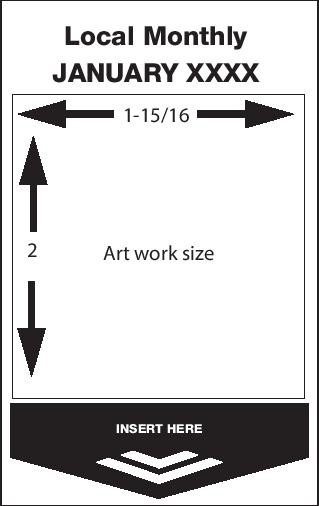 Local Monthly
JANUARY XXXX
1-15/16
2
Art work size
INSERT HERE